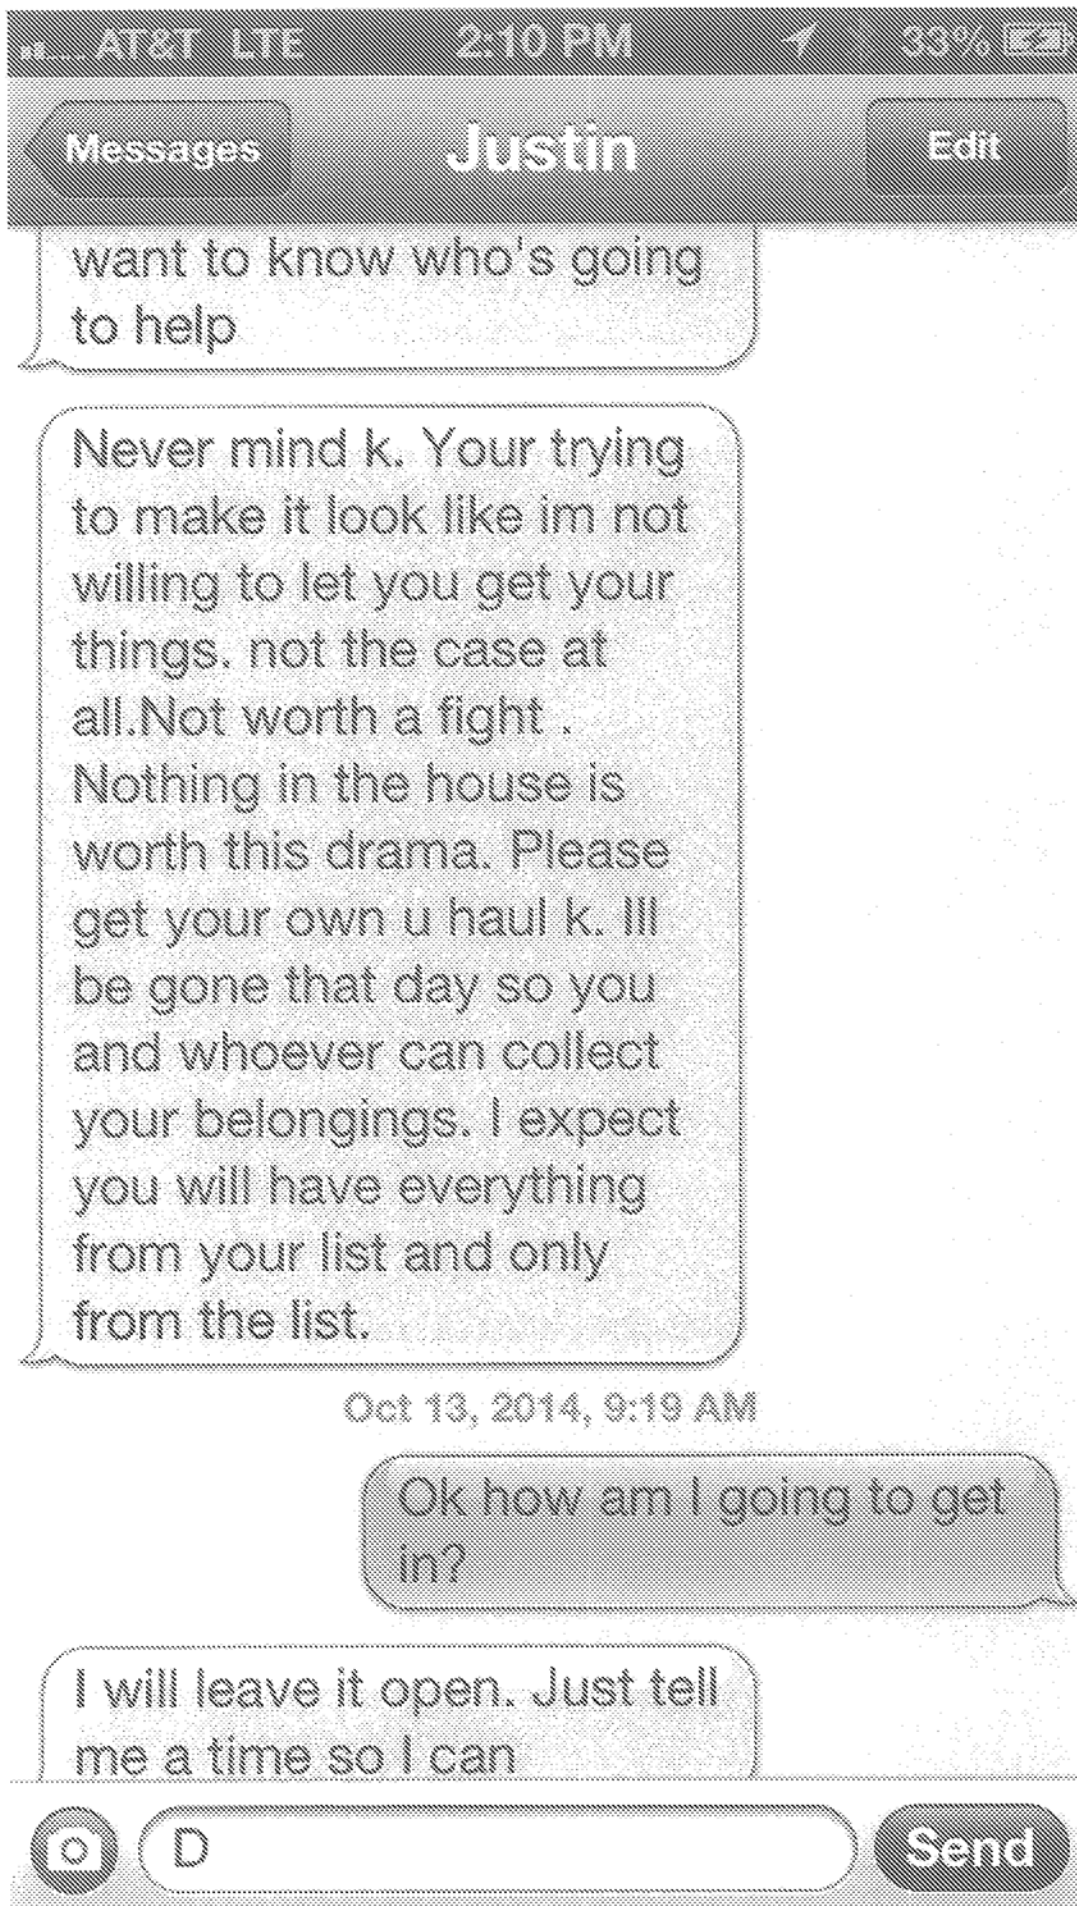 AT&T LTE 2:10 PM 33%
Messages Justin Edit
want to know who's going
to help
Never mind k. Your trying
to make it look like im not
willing to let you get your
things. not the case at
all.Not worth a fight .
Nothing in the house is
worth this drama. Please
get your own u haul k. Ill
be gone that day so you
and whoever can collect
your belongings. I expect
you will have everything
from your list and only
from the list.
Oct 13, 2014, 9:19 AM
Ok how am I going to get
in?
I will leave it open. Just tell
me a time so I can
D Send